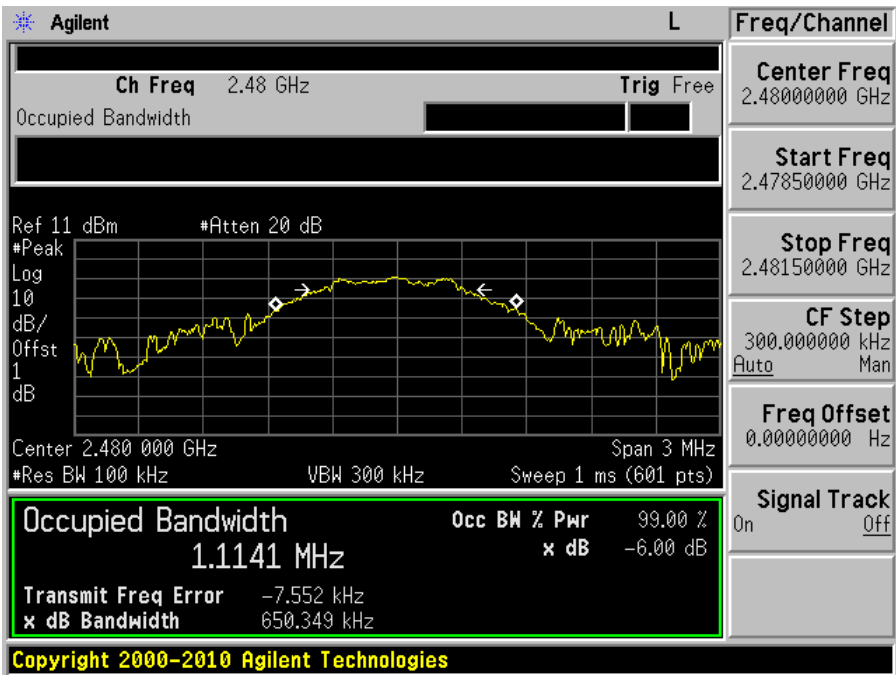 Agilent L
Ch Freq 2.48 GHz Trig Free
Occupied Bandwidth
Ref 11 dBm #Atten 20 dB
#Peak
Log
10
dB/
Offst
1
dB
Center 2.480 000 GHz Span 3 MHz
#Res BW 100 kHz VBW 300 kHz Sweep 1 ms (601 pts)
Occupied Bandwidth Occ BW % Pwr 99.00 %
1.1141 MHz x dB -6.00 dB
Transmit Freq Error -7.552 kHz
x dB Bandwidth 650.349 kHz
Copyright 2000-2010 Agilent Technologies
Freq/Channel
Center Freq
2.48000000 GHz
Start Freq
2.47850000 GHz
Stop Freq
2.48150000 GHz
CF Step
300.000000 kHz
Auto Man
Freq Offset
0.00000000 Hz
Signal Track
On Off